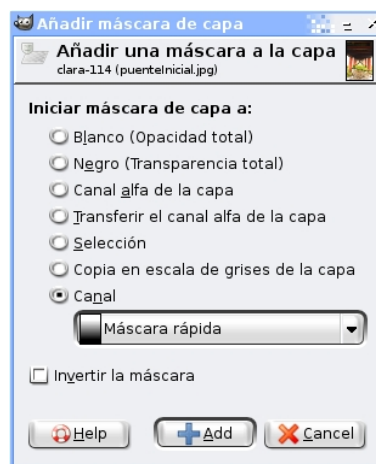 Añadir máscara de capa
Añadir una máscara a la capa
clara-114 (puenteInicial.jpg)
Iniciar máscara de capa a:
Blanco (Opacidad total)
Negro (Transparencia total)
Canal alfa de la capa
Transferir el canal alfa de la capa
Selección
Copia en escala de grises de la capa
Canal
Máscara rápida
Invertir la máscara
Help
Add
Cancel